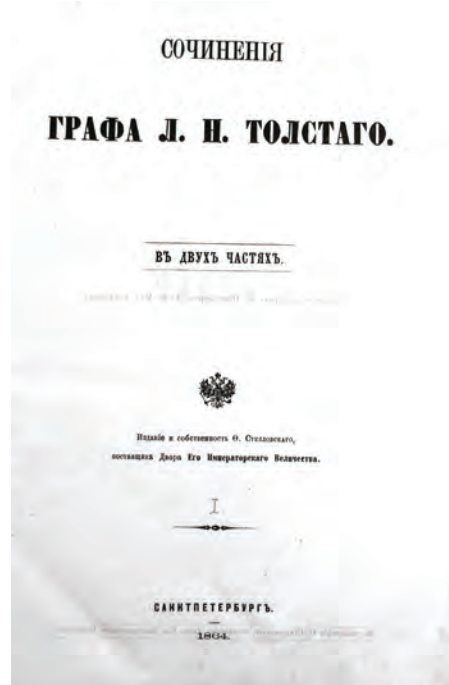 СОЧИНЕНІЯ
ГРАФА Л. Н. ТОЛСТАГО.
ВЪ ДВУХЪ ЧАСТЯХЪ.
Изданіе и собственность Ѳ. Стелловскаго,
поставщика Двора Его Императорскаго Величества.
I
САНКТПЕТЕРБУРГЪ.
1864.